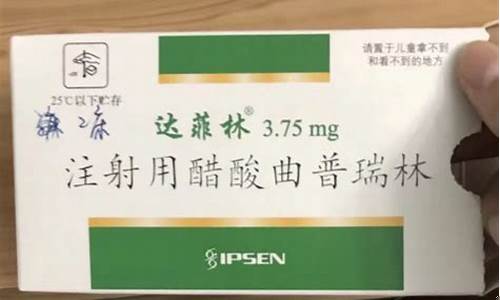 请置于儿童拿不到
和看不到的地方
25℃以下贮存
达菲林® 3.75 mg
注射用醋酸曲普瑞林
IPSEN